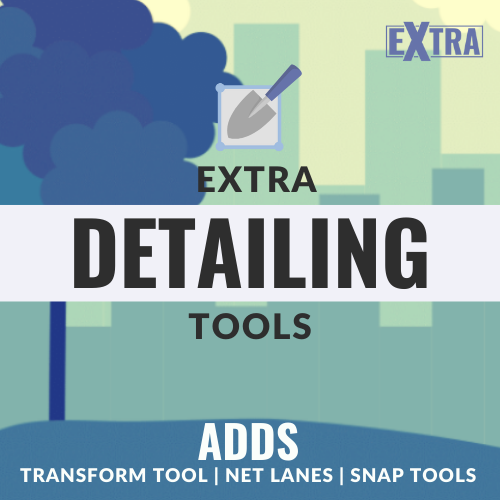 EXTRA
EXTRA
DETAILING
TOOLS
ADDS
TRANSFORM TOOL | NET LANES | SNAP TOOLS